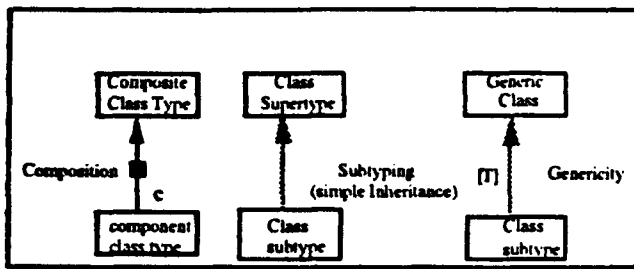 Composite
Class Type
Class
Supertype
Generic
Class
Composition
c
Subtyping
(simple Inheritance)
[T]
Genericity
component
class type
Class
subtype
Class
subtype